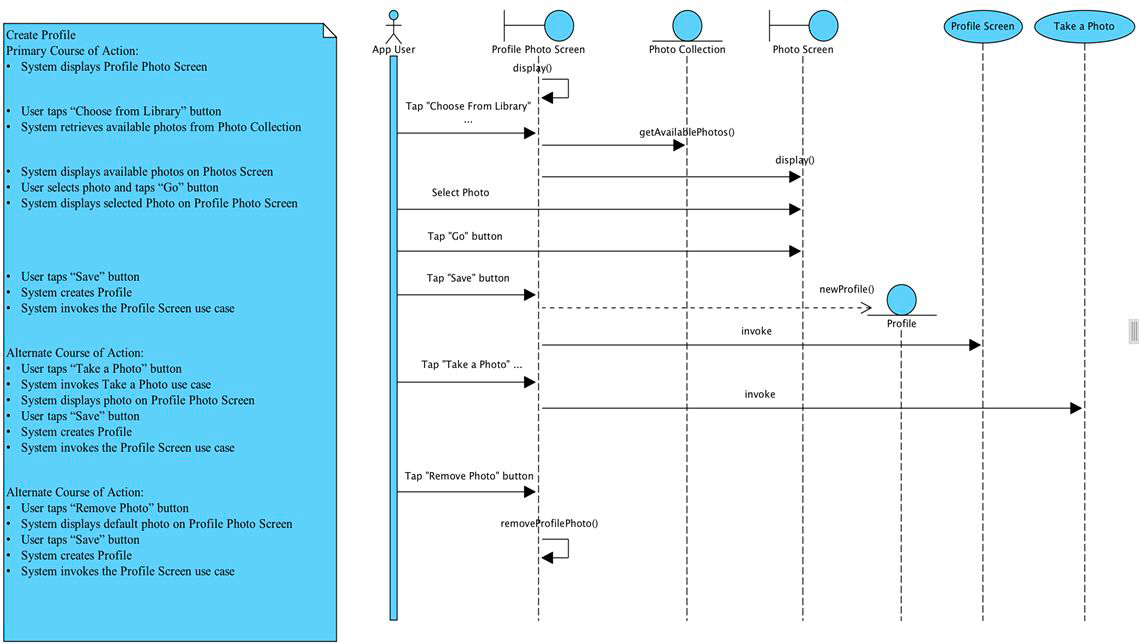 Create Profile
Primary Course of Action:
• System displays Profile Photo Screen
• User taps “Choose from Library” button
• System retrieves available photos from Photo Collection
• System displays available photos on Photos Screen
• User selects photo and taps “Go” button
• System displays selected Photo on Profile Photo Screen
• User taps “Save” button
• System creates Profile
• System invokes the Profile Screen use case
Alternate Course of Action:
• User taps “Take a Photo” button
• System invokes Take a Photo use case
• System displays photo on Profile Photo Screen
• User taps “Save” button
• System creates Profile
• System invokes the Profile Screen use case
Alternate Course of Action:
• User taps “Remove Photo” button
• System displays default photo on Profile Photo Screen
• User taps “Save” button
• System creates Profile
• System invokes the Profile Screen use case
App User
Profile Photo Screen
Photo Collection
Photo Screen
Profile Screen
Take a Photo
display()
Tap "Choose From Library"
...
getAvailablePhotos()
display()
Select Photo
Tap "Go" button
Tap "Save" button
newProfile()
Profile
invoke
Tap "Take a Photo" ...
invoke
Tap "Remove Photo" button
removeProfilePhoto()